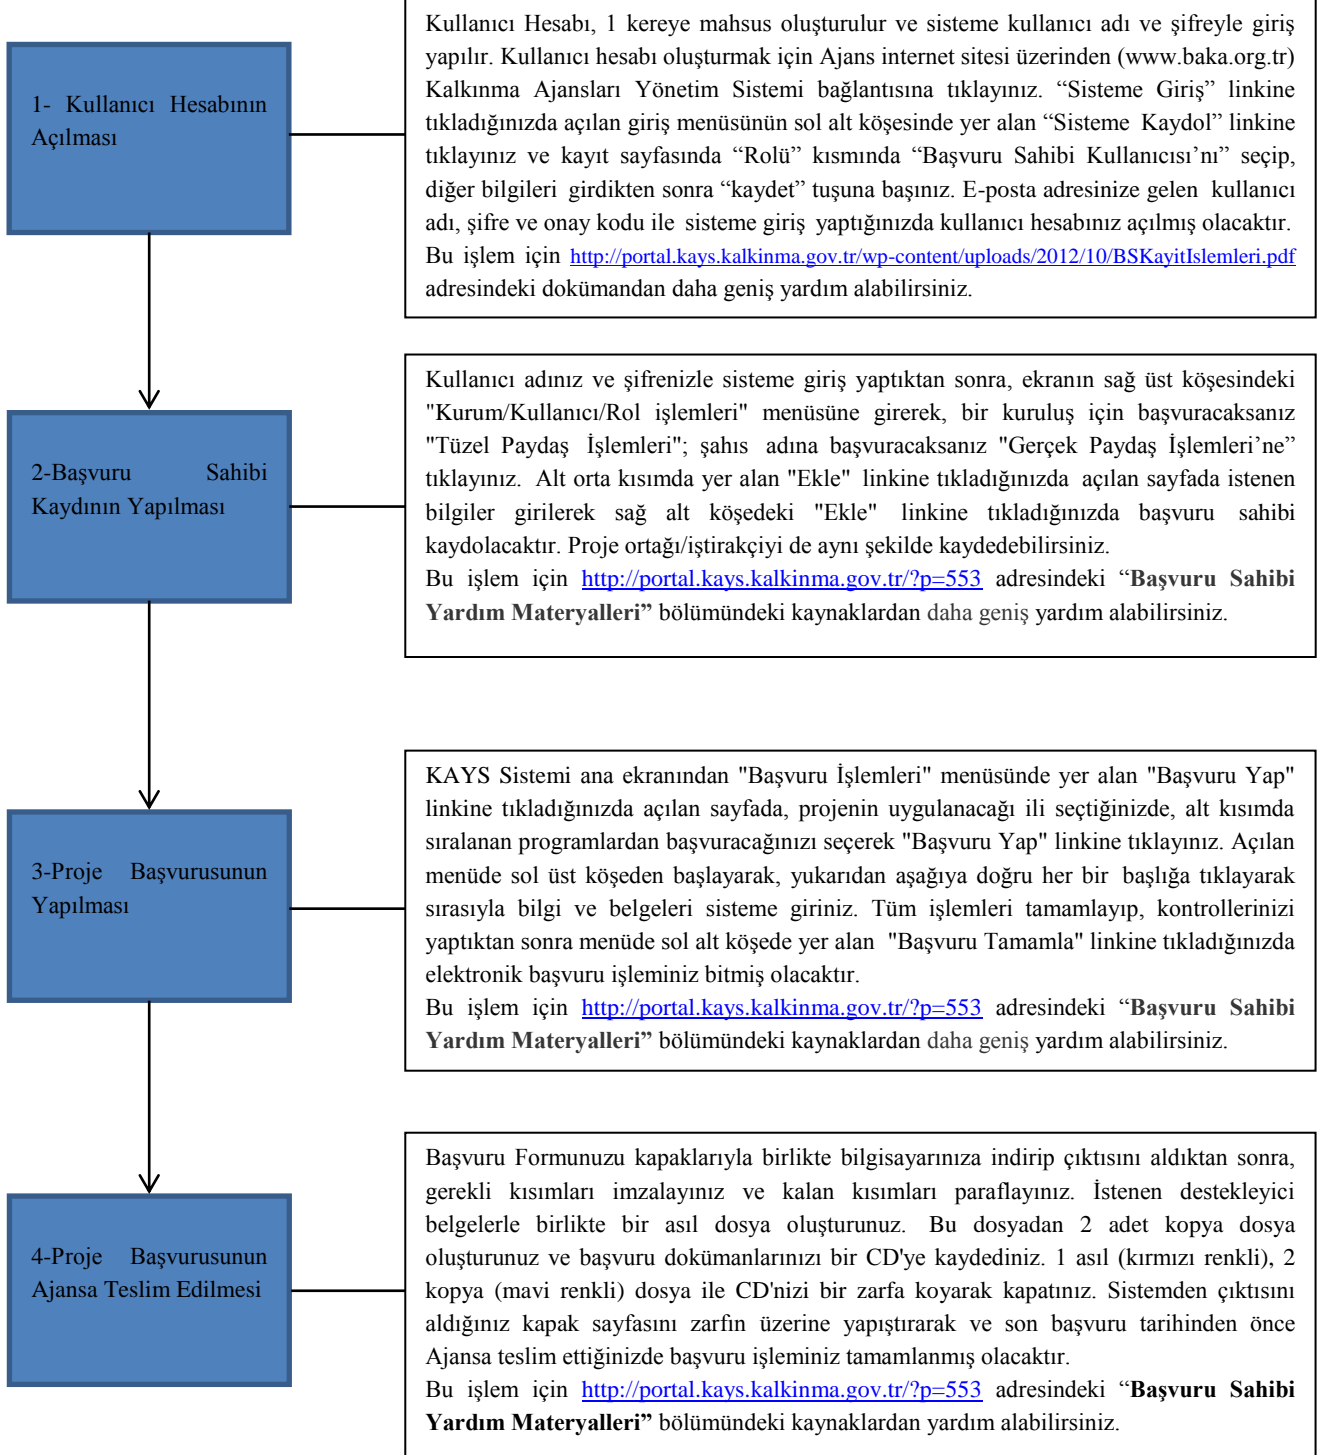 Kullanıcı Hesabı, 1 kereye mahsus oluşturulur ve sisteme kullanıcı adı ve şifreyle giriş
yapılır. Kullanıcı hesabı oluşturmak için Ajans internet sitesi üzerinden (www.baka.org.tr)
Kalkınma Ajansları Yönetim Sistemi bağlantısına tıklayınız. “Sisteme Giriş” linkine
tıkladığınızda açılan giriş menüsünün sol alt köşesinde yer alan “Sisteme Kaydol” linkine
tıklayınız ve kayıt sayfasında “Rolü” kısmında “Başvuru Sahibi Kullanıcısı’nı” seçip,
diğer bilgileri girdikten sonra “kaydet” tuşuna başınız. E-posta adresinize gelen kullanıcı
adı, şifre ve onay kodu ile sisteme giriş yaptığınızda kullanıcı hesabınız açılmış olacaktır.
Bu işlem için http://portal.kays.kalkinma.gov.tr/wp-content/uploads/2012/10/BSKayitIslemleri.pdf
adresindeki dokümandan daha geniş yardım alabilirsiniz.
1- Kullanıcı Hesabının
Açılması
Kullanıcı adınız ve şifrenizle sisteme giriş yaptıktan sonra, ekranın sağ üst köşesindeki
"Kurum/Kullanıcı/Rol işlemleri" menüsüne girerek, bir kuruluş için başvuracaksanız
"Tüzel Paydaş İşlemleri"; şahıs adına başvuracaksanız "Gerçek Paydaş İşlemleri’ne”
tıklayınız. Alt orta kısımda yer alan "Ekle" linkine tıkladığınızda açılan sayfada istenen
bilgiler girilerek sağ alt köşedeki "Ekle" linkine tıkladığınızda başvuru sahibi
kaydolacaktır. Proje ortağı/iştirakçiyi de aynı şekilde kaydedebilirsiniz.
Bu işlem için http://portal.kays.kalkinma.gov.tr/?p=553 adresindeki “Başvuru Sahibi
Yardım Materyalleri” bölümündeki kaynaklardan daha geniş yardım alabilirsiniz.
2-Başvuru Sahibi
Kaydının Yapılması
KAYS Sistemi ana ekranından "Başvuru İşlemleri" menüsünde yer alan "Başvuru Yap"
linkine tıkladığınızda açılan sayfada, projenin uygulanacağı ili seçtiğinizde, alt kısımda
sıralanan programlardan başvuracağınızı seçerek "Başvuru Yap" linkine tıklayınız. Açılan
menüde sol üst köşeden başlayarak, yukarıdan aşağıya doğru her bir başlığa tıklayarak
sırasıyla bilgi ve belgeleri sisteme giriniz. Tüm işlemleri tamamlayıp, kontrollerinizi
yaptıktan sonra menüde sol alt köşede yer alan "Başvuru Tamamla" linkine tıkladığınızda
elektronik başvuru işleminiz bitmiş olacaktır.
Bu işlem için http://portal.kays.kalkinma.gov.tr/?p=553 adresindeki “Başvuru Sahibi
Yardım Materyalleri” bölümündeki kaynaklardan daha geniş yardım alabilirsiniz.
3-Proje Başvurusunun
Yapılması
Başvuru Formunuzu kapaklarıyla birlikte bilgisayarınıza indirip çıktısını aldıktan sonra,
gerekli kısımları imzalayınız ve kalan kısımları paraflayınız. İstenen destekleyici
belgelerle birlikte bir asıl dosya oluşturunuz. Bu dosyadan 2 adet kopya dosya
oluşturunuz ve başvuru dokümanlarınızı bir CD'ye kaydediniz. 1 asıl (kırmızı renkli), 2
kopya (mavi renkli) dosya ile CD'nizi bir zarfa koyarak kapatınız. Sistemden çıktısını
aldığınız kapak sayfasını zarfın üzerine yapıştırarak ve son başvuru tarihinden önce
Ajansa teslim ettiğinizde başvuru işleminiz tamamlanmış olacaktır.
Bu işlem için http://portal.kays.kalkinma.gov.tr/?p=553 adresindeki “Başvuru Sahibi
Yardım Materyalleri” bölümündeki kaynaklardan yardım alabilirsiniz.
4-Proje Başvurusunun
Ajansa Teslim Edilmesi